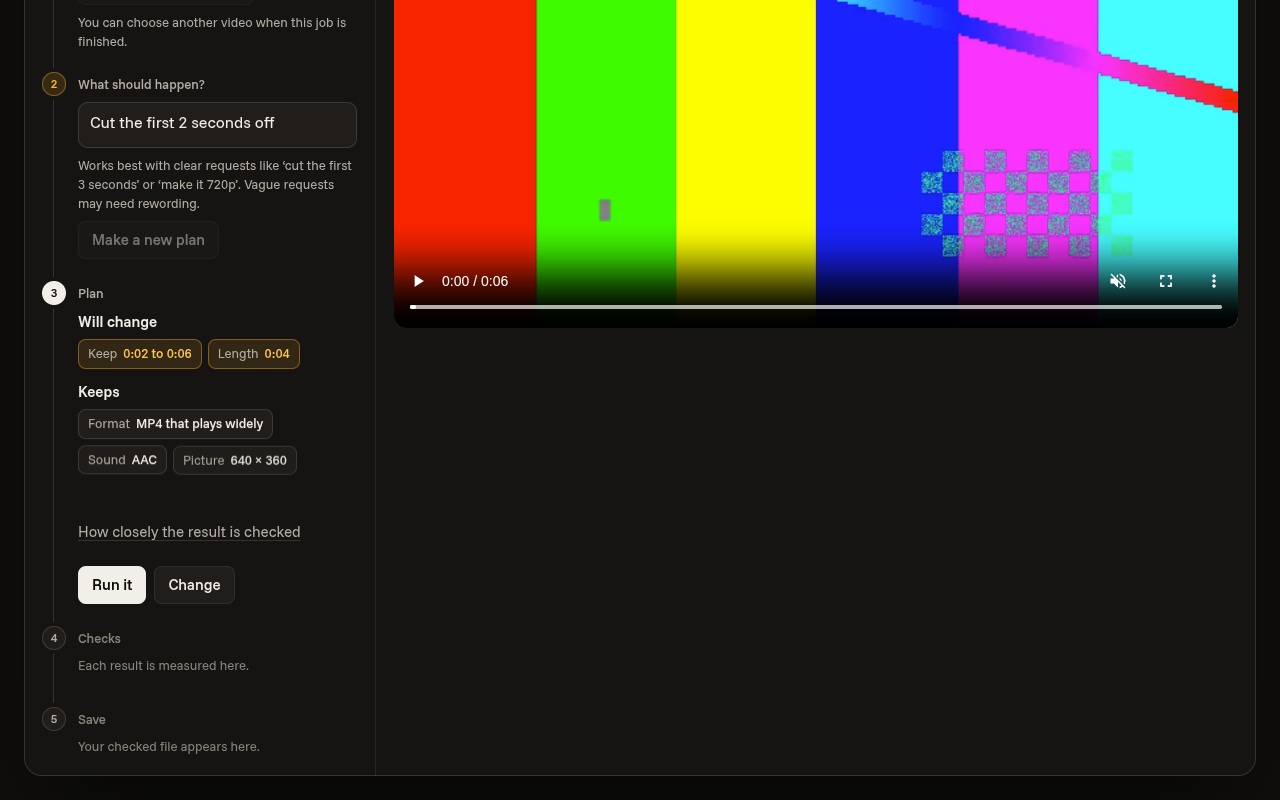 You can choose another video when this job is
finished.
2
What should happen?
Cut the first 2 seconds off
Works best with clear requests like ‘cut the first
3 seconds’ or ‘make it 720p’. Vague requests
may need rewording.
Make a new plan
3
Plan
Will change
Keep 0:02 to 0:06
Length 0:04
Keeps
Format MP4 that plays widely
Sound AAC
Picture 640 × 360
How closely the result is checked
Run it
Change
4
Checks
Each result is measured here.
5
Save
Your checked file appears here.
0:00 / 0:06